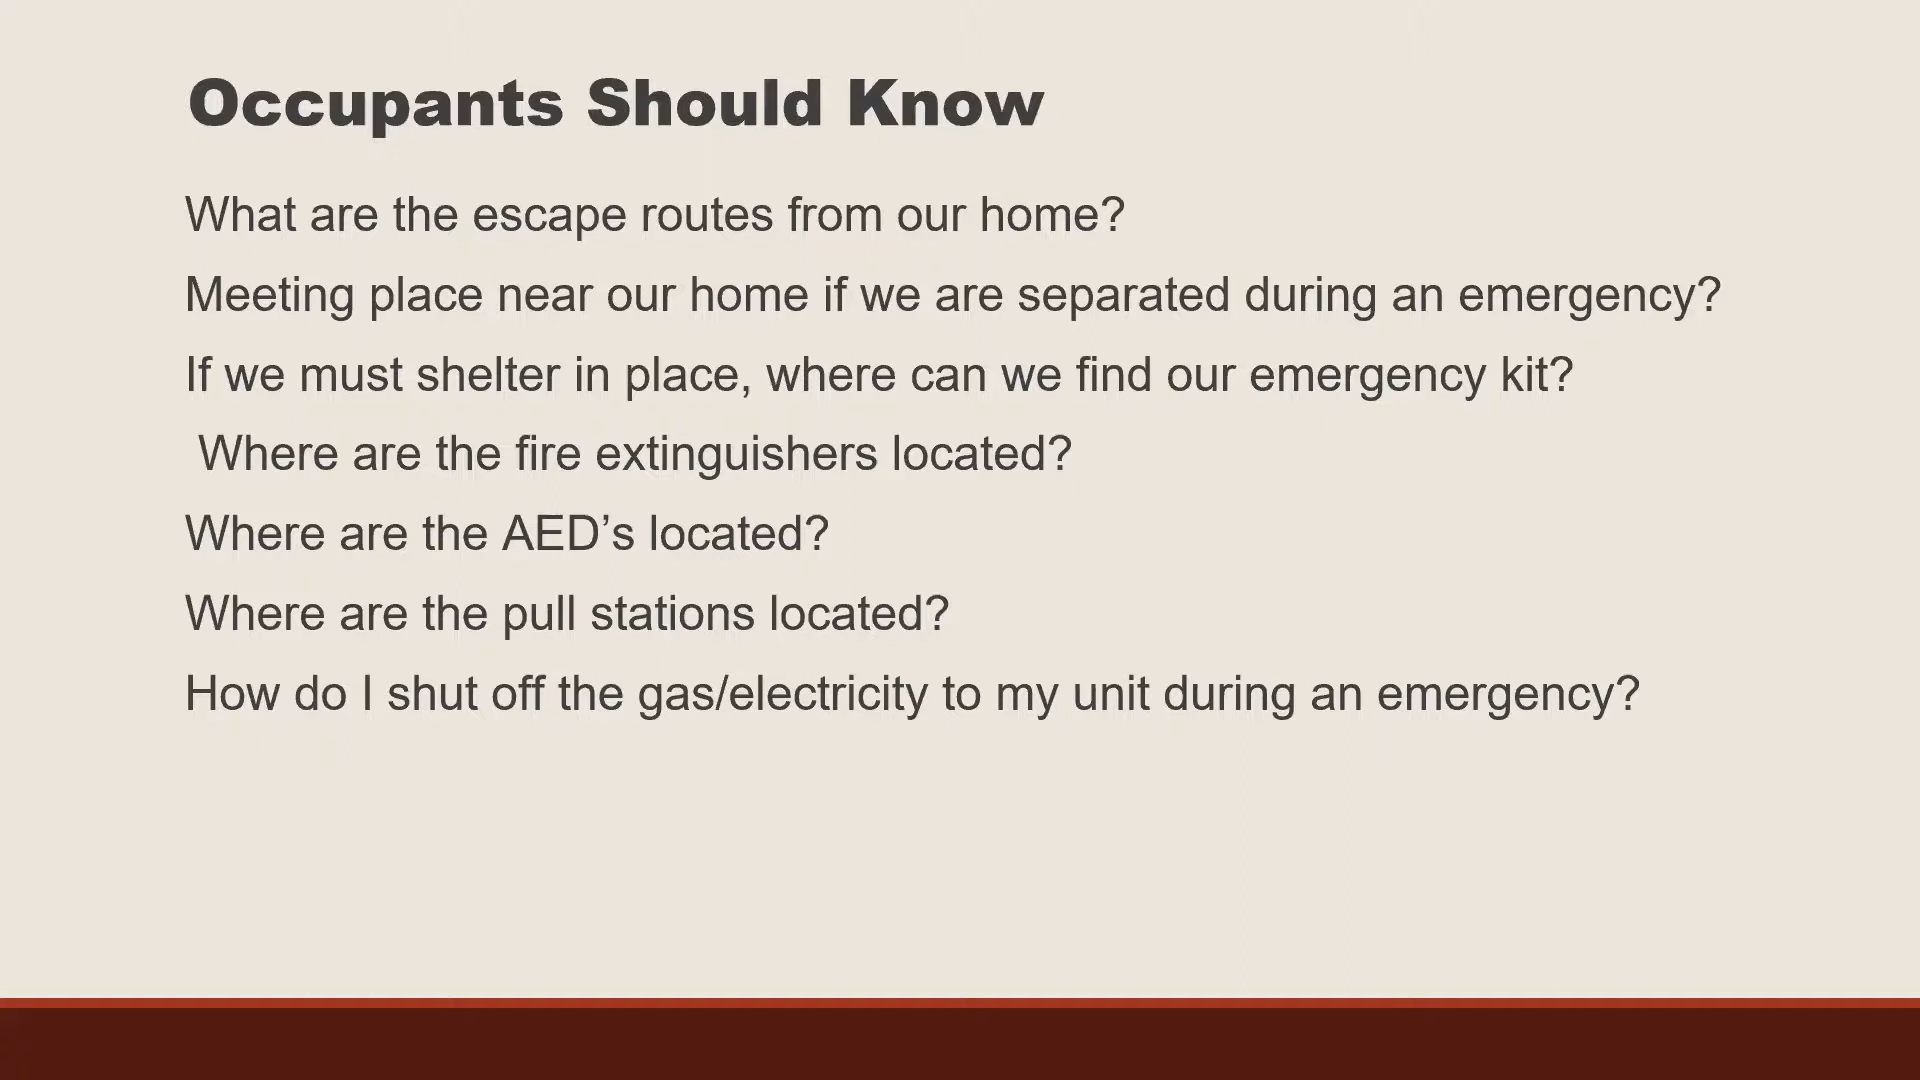 Occupants Should Know
What are the escape routes from our home?
Meeting place near our home if we are separated during an emergency?
If we must shelter in place, where can we find our emergency kit?
Where are the fire extinguishers located?
Where are the AED’s located?
Where are the pull stations located?
How do I shut off the gas/electricity to my unit during an emergency?